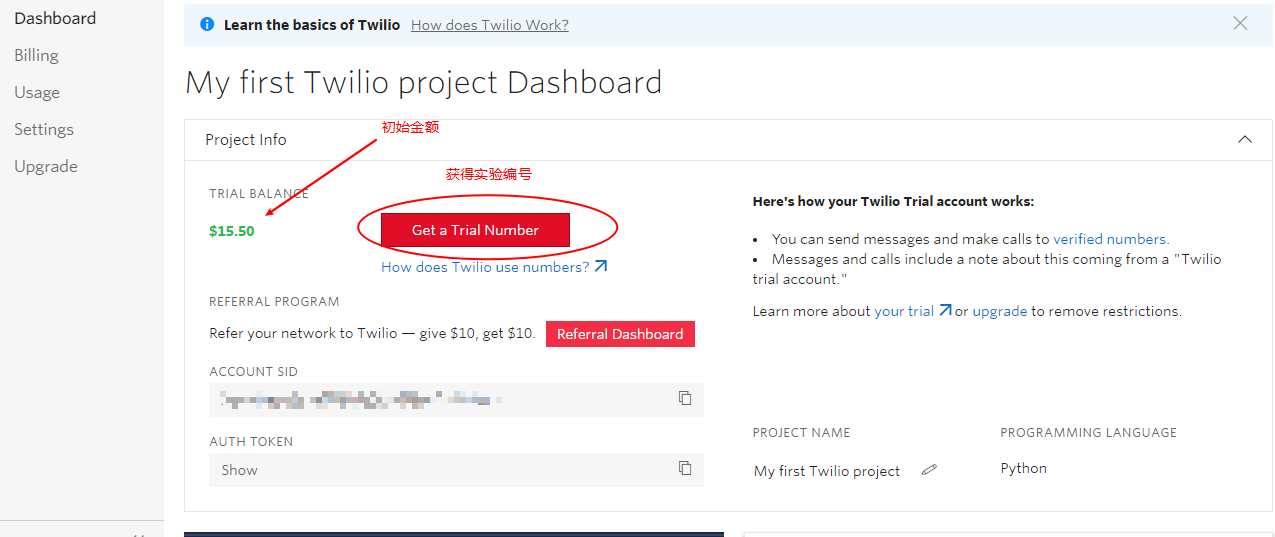 Dashboard
Billing
Usage
Settings
Upgrade
Learn the basics of Twilio How does Twilio Work?
My first Twilio project Dashboard
Project Info
初始金额
获得实验编号
TRIAL BALANCE
$15.50
Get a Trial Number
How does Twilio use numbers?
REFERRAL PROGRAM
Refer your network to Twilio — give $10, get $10. Referral Dashboard
ACCOUNT SID
AUTH TOKEN
Show
Here's how your Twilio Trial account works:
• You can send messages and make calls to verified numbers.
• Messages and calls include a note about this coming from a "Twilio
trial account."
Learn more about your trial or upgrade to remove restrictions.
PROJECT NAME
My first Twilio project
PROGRAMMING LANGUAGE
Python